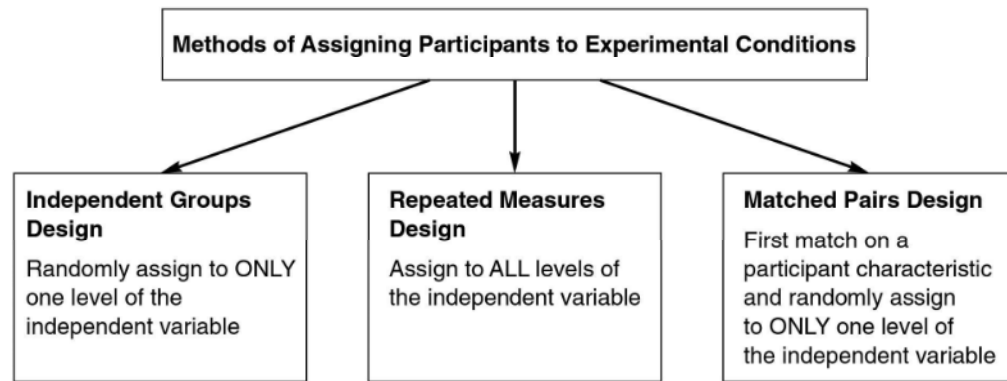 Methods of Assigning Participants to Experimental Conditions
Independent Groups
Design
Randomly assign to ONLY
one level of the
independent variable
Repeated Measures
Design
Assign to ALL levels of
the independent variable
Matched Pairs Design
First match on a
participant characteristic
and randomly assign
to ONLY one level of
the independent variable